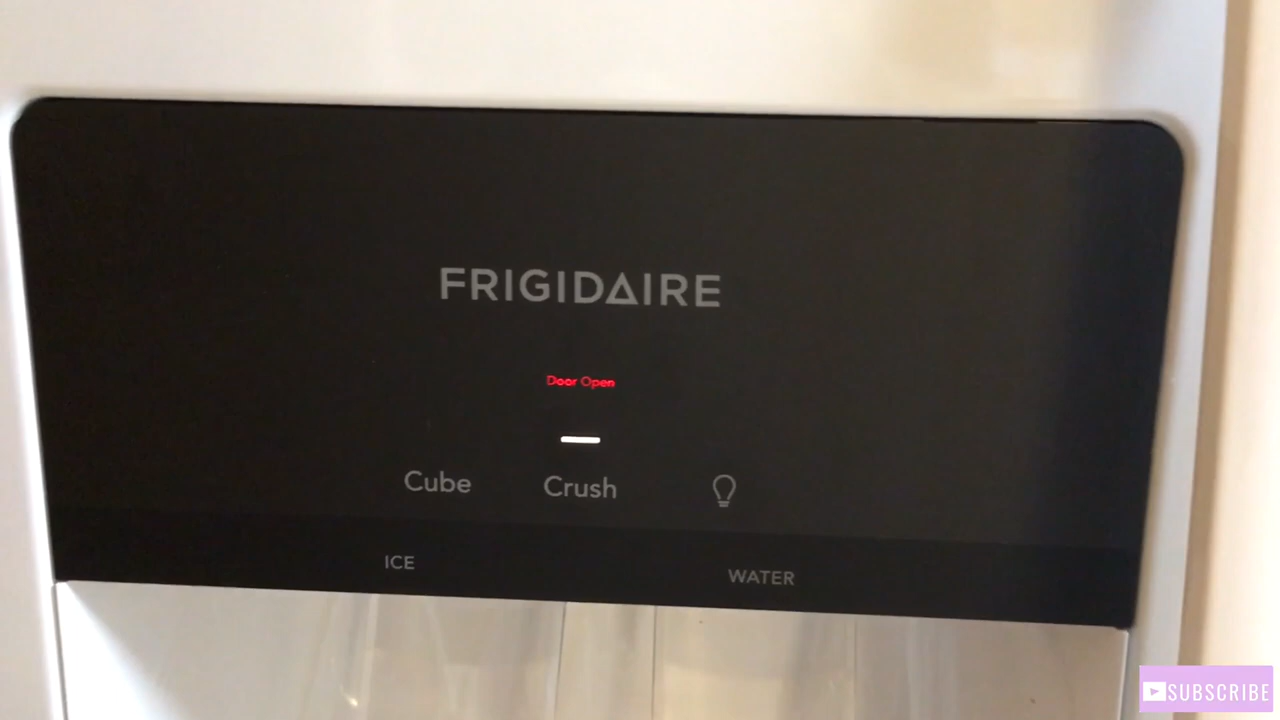 FRIGIDAIRE
Door Open
Cube Crush
ICE WATER
SUBSCRIBE